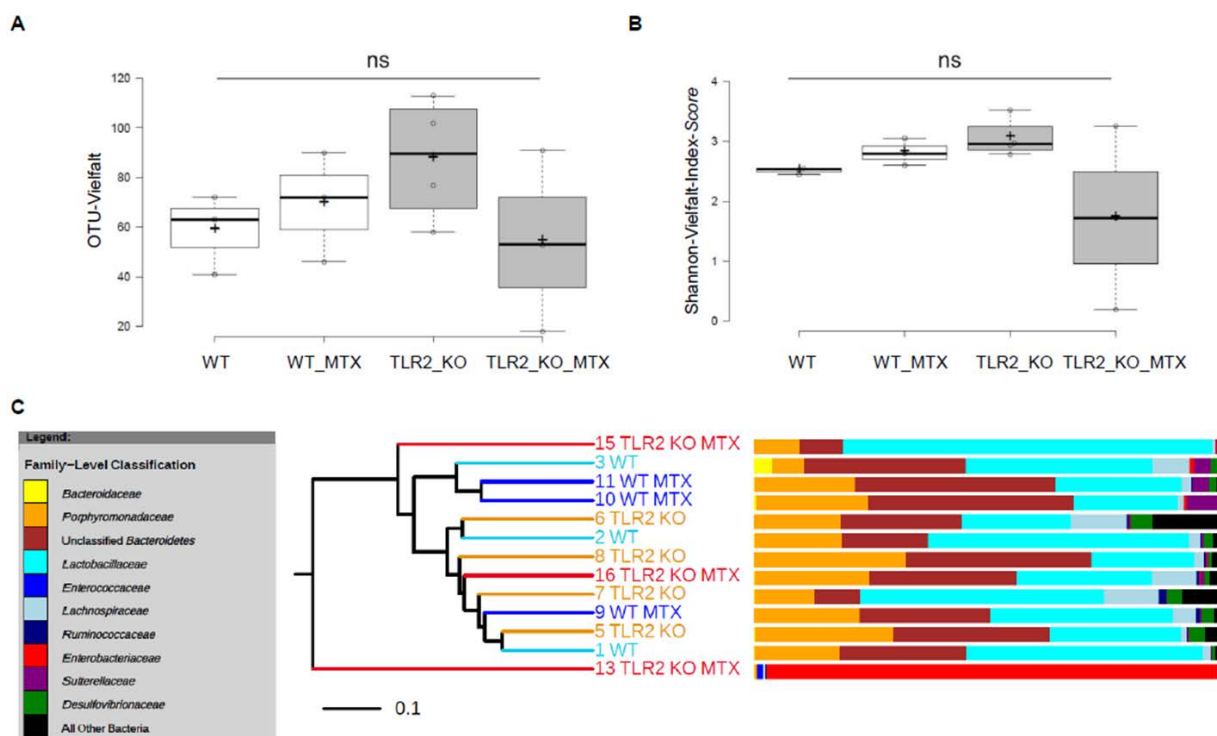 A
B
ns
120
100
80
60
40
20
OTU-Vielfalt
WT
WT_MTX
TLR2_KO
TLR2_KO_MTX
ns
4
3
2
1
0
Shannon-Vielfalt-Index-Score
WT
WT_MTX
TLR2_KO
TLR2_KO_MTX
C
Legend:
Family-Level Classification
Bacteroidaceae
Porphyromonadaceae
Unclassified Bacteroidetes
Lactobacillaceae
Enterococcaceae
Lachnospiraceae
Ruminococcaceae
Enterobacteriaceae
Sutterellaceae
Desulfovibrionaceae
All Other Bacteria
15 TLR2 KO MTX
3 WT
11 WT MTX
10 WT MTX
6 TLR2 KO
2 WT
8 TLR2 KO
16 TLR2 KO MTX
7 TLR2 KO
9 WT MTX
5 TLR2 KO
1 WT
13 TLR2 KO MTX
0.1